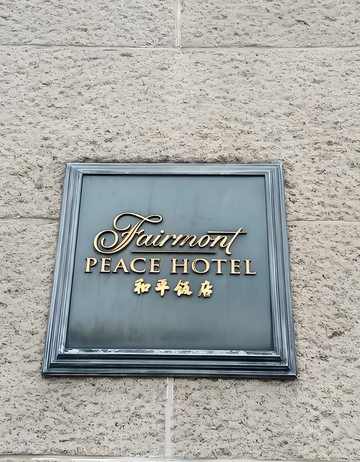 Fairmont
PEACE HOTEL
和平饭店